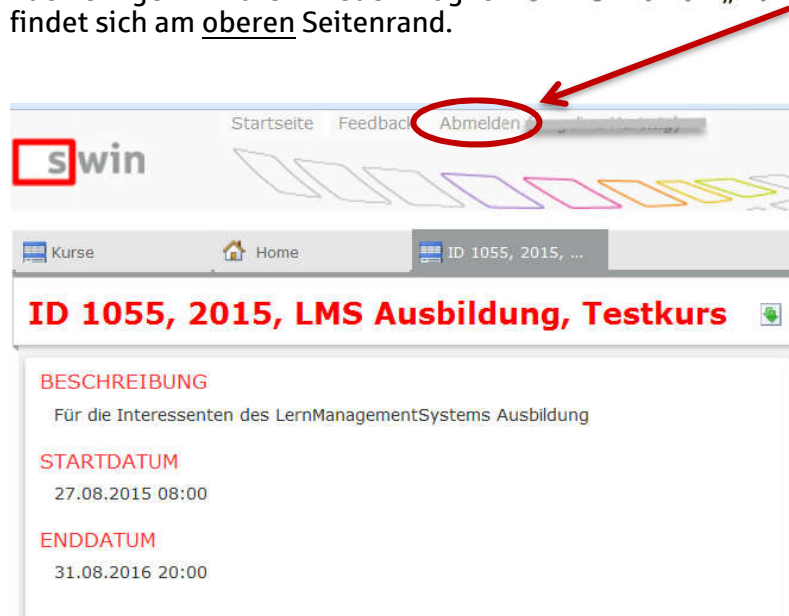 findet sich am oberen Seitenrand.
Startseite Feedback Abmelden
s win
Kurse Home ID 1055, 2015, ...
ID 1055, 2015, LMS Ausbildung, Testkurs
BESCHREIBUNG
Für die Interessenten des LernManagementSystems Ausbildung
STARTDATUM
27.08.2015 08:00
ENDDATUM
31.08.2016 20:00